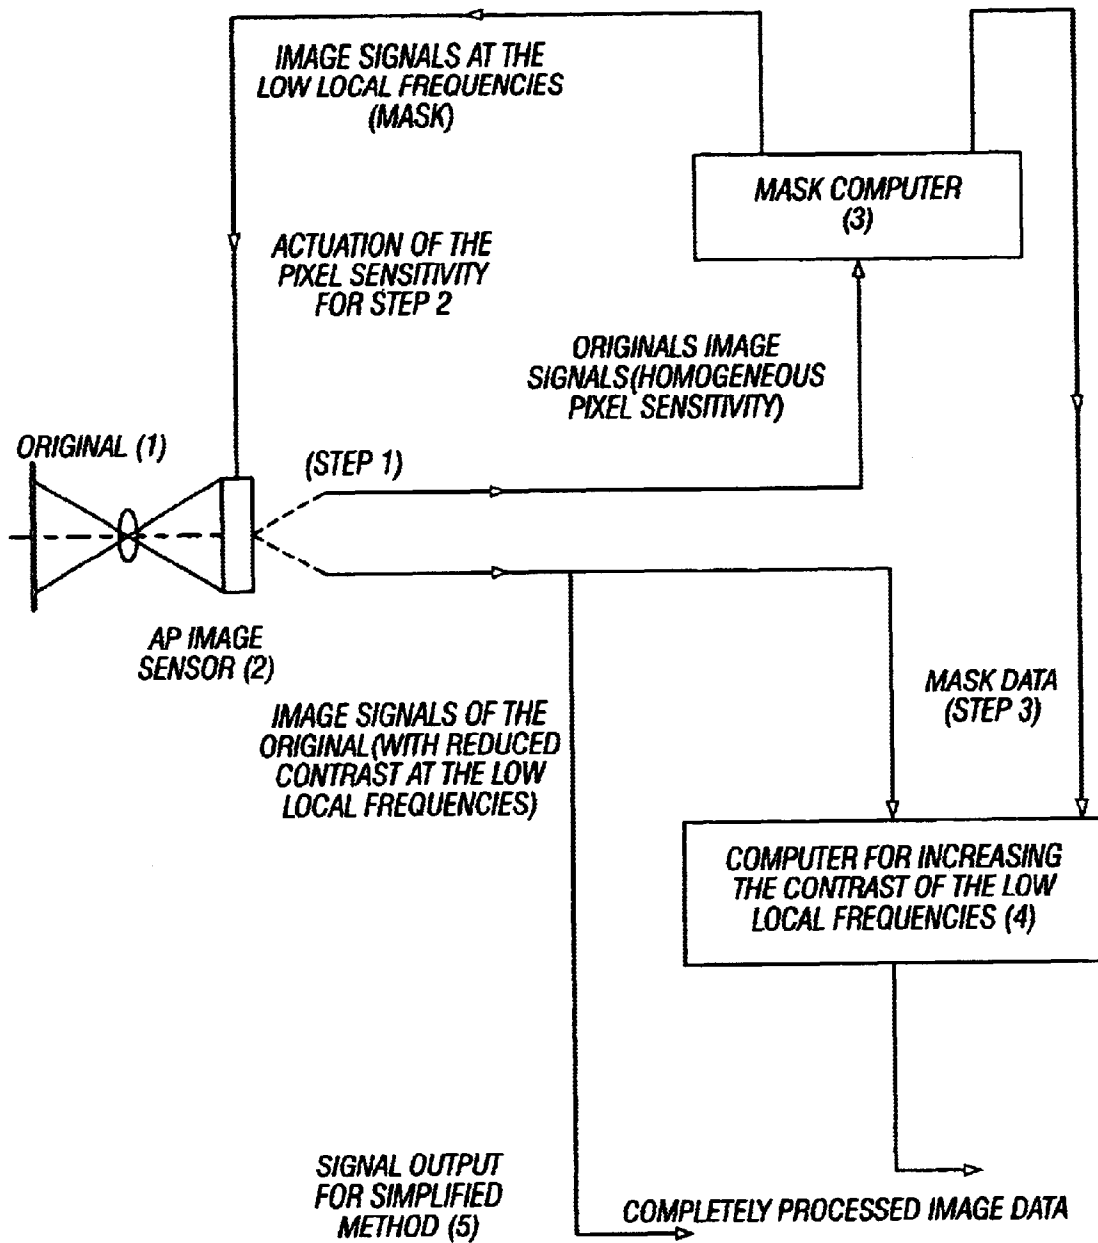 IMAGE SIGNALS AT THE
LOW LOCAL FREQUENCIES
(MASK)
MASK COMPUTER
(3)
ACTUATION OF THE
PIXEL SENSITIVITY
FOR STEP 2
ORIGINALS IMAGE
SIGNALS(HOMOGENEOUS
PIXEL SENSITIVITY)
ORIGINAL (1)
(STEP 1)
AP IMAGE
SENSOR (2)
MASK DATA
(STEP 3)
IMAGE SIGNALS OF THE
ORIGINAL(WITH REDUCED
CONTRAST AT THE LOW
LOCAL FREQUENCIES)
COMPUTER FOR INCREASING
THE CONTRAST OF THE LOW
LOCAL FREQUENCIES (4)
SIGNAL OUTPUT
FOR SIMPLIFIED
METHOD (5)
COMPLETELY PROCESSED IMAGE DATA